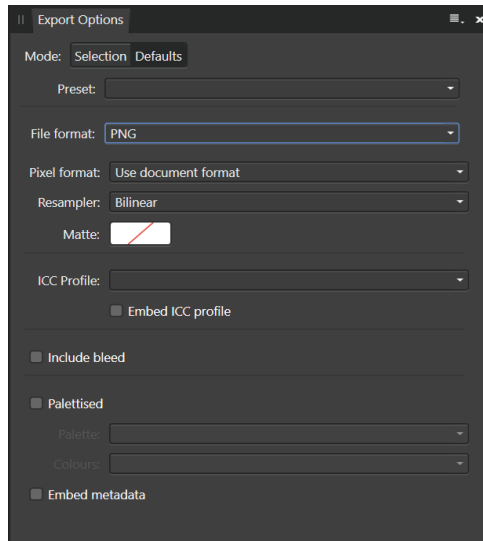 Export Options
Mode: Selection Defaults
Preset:
File format: PNG
Pixel format: Use document format
Resampler: Bilinear
Matte:
ICC Profile:
Embed ICC profile
Include bleed
Palettised
Palette:
Colours:
Embed metadata